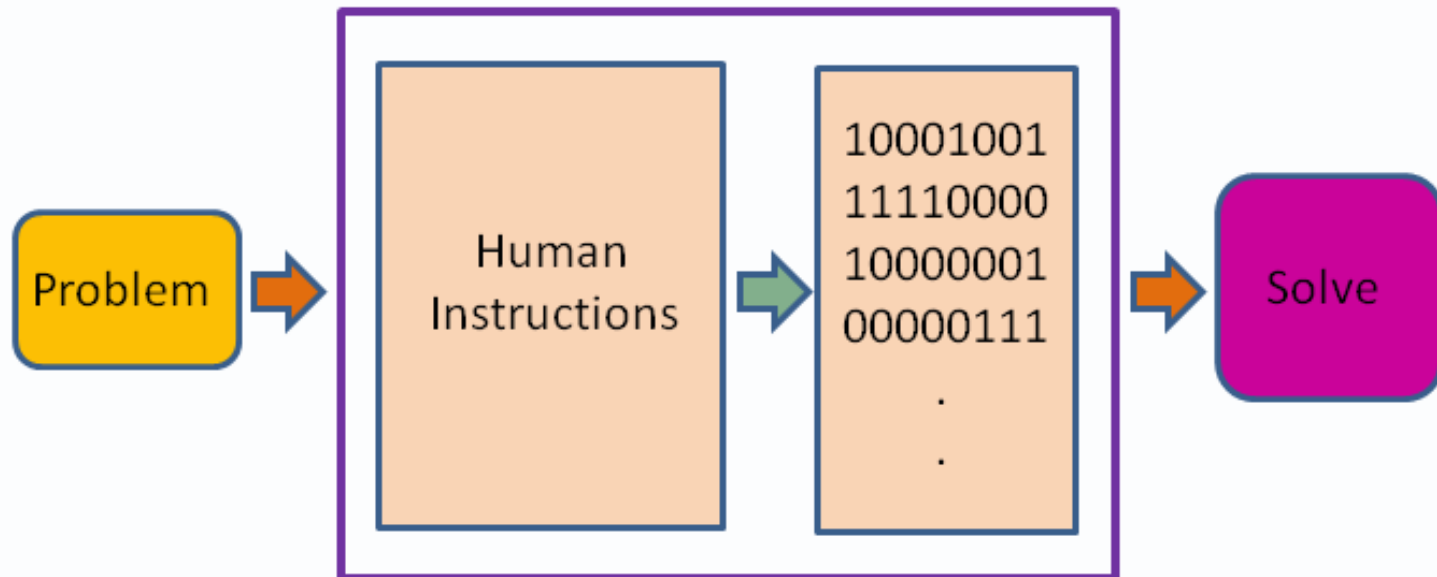 Problem
Human
Instructions
10001001
11110000
10000001
00000111
.
.
Solve